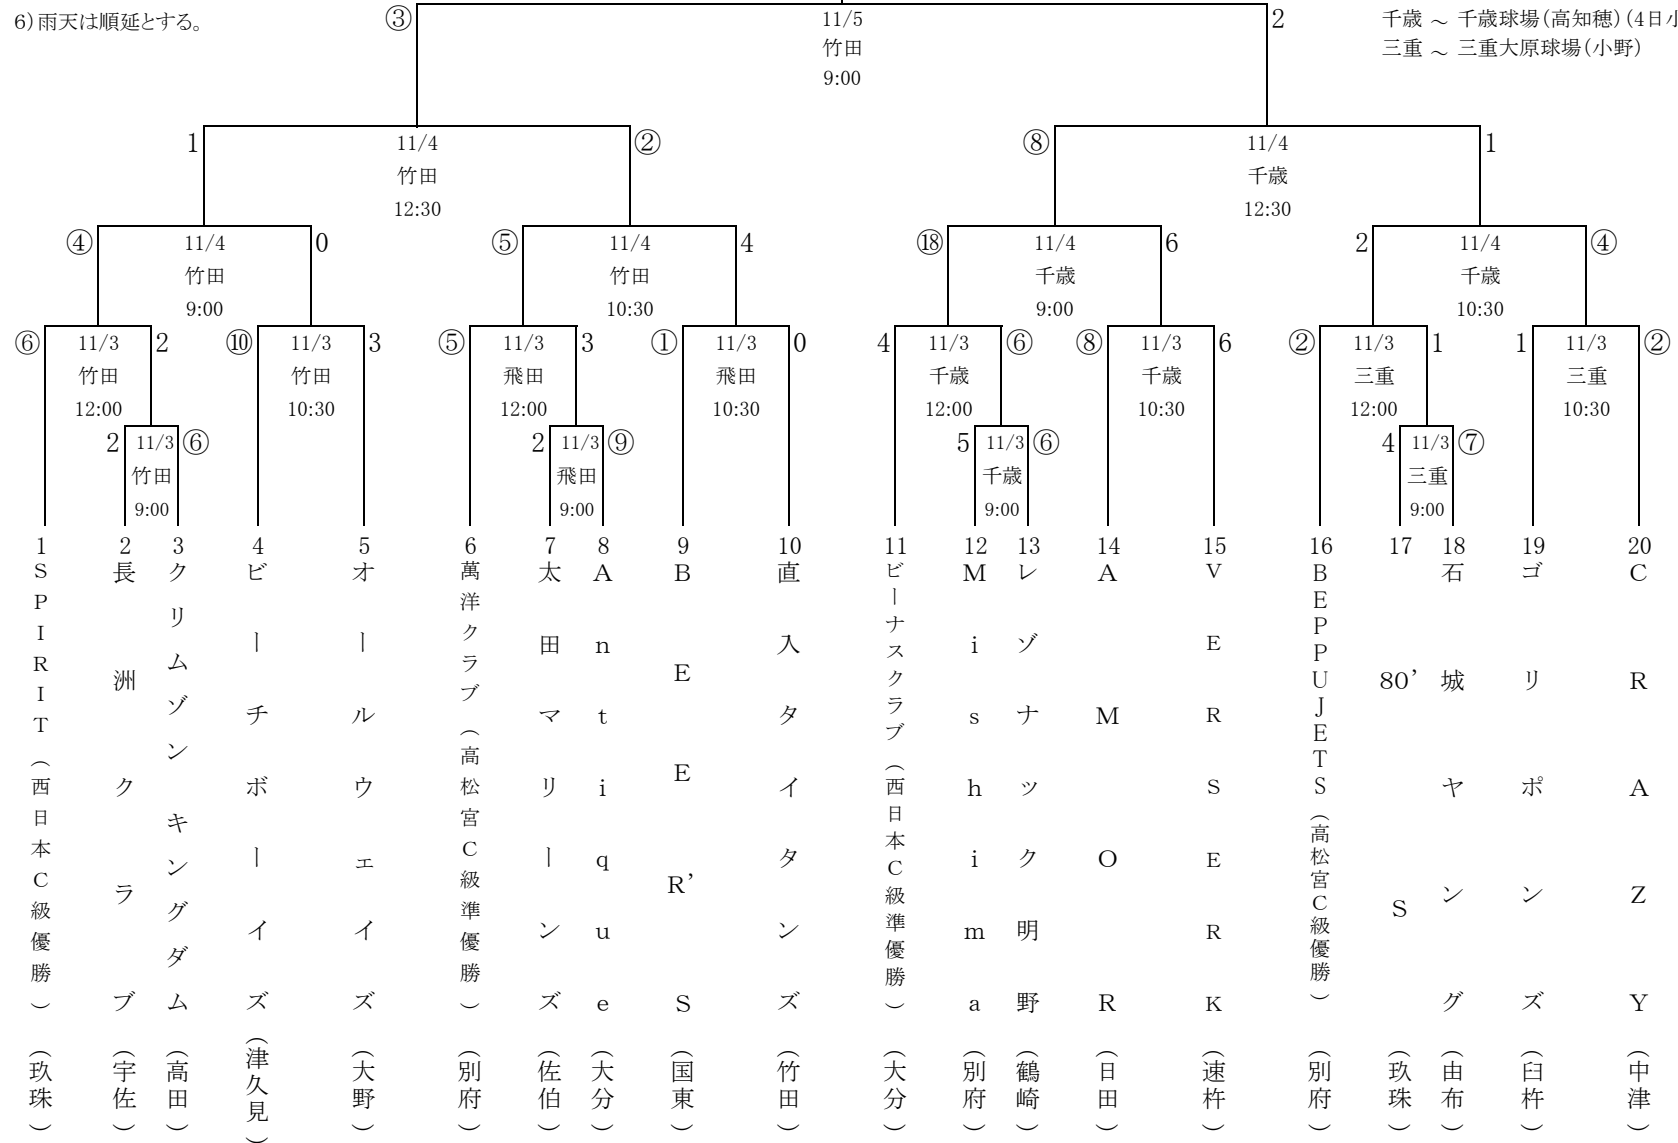 6)雨天は順延とする。
千歳 ～ 千歳球場(高知穂)(4日
三重 ～ 三重大原球場(小野)
③ 11/5 2
竹田
9:00
1 11/4 ② ⑧ 11/4 1
竹田 千歳
12:30 12:30
④ 11/4 0 ⑤ 11/4 4 ⑱ 11/4 6 2 11/4 ④
竹田 竹田 千歳 千歳
9:00 10:30 9:00 10:30
⑥ 11/3 2 ⑩ 11/3 3 ⑤ 11/3 3 ① 11/3 0 4 11/3 ⑥ ⑧ 11/3 6 ② 11/3 1 1 11/3 ②
竹田 竹田 飛田 飛田 千歳 千歳 三重 三重
12:00 10:30 12:00 10:30 12:00 10:30 12:00 10:30
2 11/3 ⑥ 2 11/3 ⑨ 5 11/3 ⑥ 4 11/3 ⑦
竹田 飛田 千歳 三重
9:00 9:00 9:00 9:00
1 SPIRIT(西日本C級優勝) (玖珠)
2 長洲クラブ (宇佐)
3 クリムゾンキングダム (高田)
4 ビーチボーイズ (津久見)
5 オールウェイズ (大野)
6 萬洋クラブ(高松宮C級準優勝) (別府)
7 太田マリーンズ (佐伯)
8 Antique (大分)
9 BEER'S (国東)
10 直入タイタンズ (竹田)
11 ビーナスクラブ(西日本C級準優勝) (大分)
12 Mishima (別府)
13 レゾナックク明野 (鶴崎)
14 AMOR (日田)
15 VERSERK (速杵)
16 BEPPUJETS(高松宮C級優勝) (別府)
17 80'S (玖珠)
18 石城ヤング (由布)
19 ゴリポンズ (臼杵)
20 CRAZY (中津)